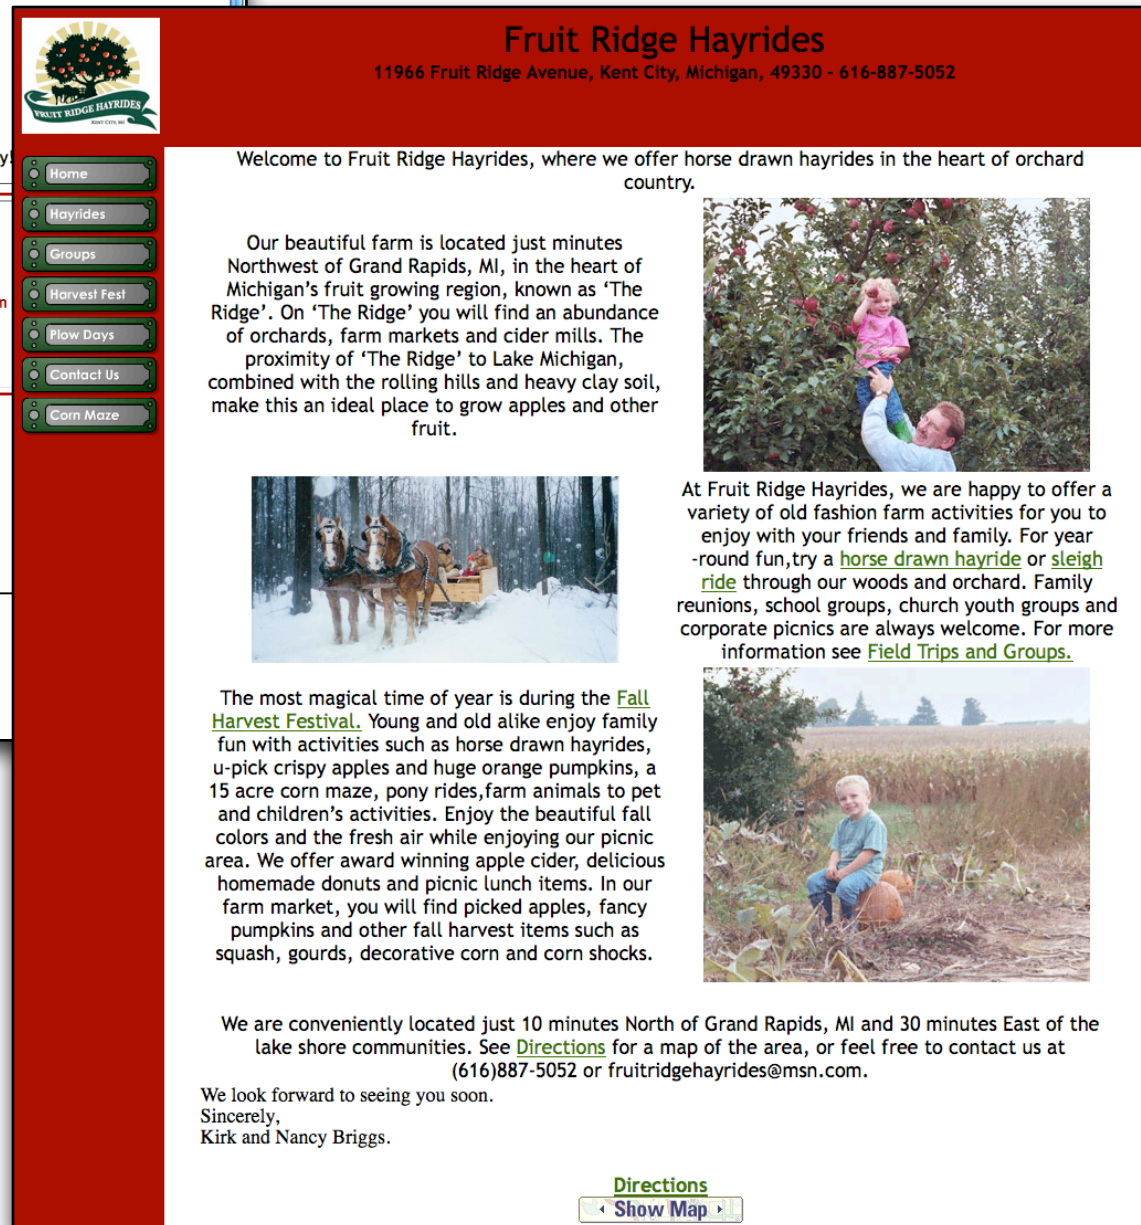 Fruit Ridge Hayrides
11966 Fruit Ridge Avenue, Kent City, Michigan, 49330 - 616-887-5052
FRUIT RIDGE HAYRIDES
KENT CITY, MI
y!
n
Home
Hayrides
Groups
Harvest Fest
Plow Days
Contact Us
Corn Maze
Welcome to Fruit Ridge Hayrides, where we offer horse drawn hayrides in the heart of orchard
country.
Our beautiful farm is located just minutes
Northwest of Grand Rapids, MI, in the heart of
Michigan’s fruit growing region, known as ‘The
Ridge’. On ‘The Ridge’ you will find an abundance
of orchards, farm markets and cider mills. The
proximity of ‘The Ridge’ to Lake Michigan,
combined with the rolling hills and heavy clay soil,
make this an ideal place to grow apples and other
fruit.
At Fruit Ridge Hayrides, we are happy to offer a
variety of old fashion farm activities for you to
enjoy with your friends and family. For year
-round fun,try a horse drawn hayride or sleigh
ride through our woods and orchard. Family
reunions, school groups, church youth groups and
corporate picnics are always welcome. For more
information see Field Trips and Groups.
The most magical time of year is during the Fall
Harvest Festival. Young and old alike enjoy family
fun with activities such as horse drawn hayrides,
u-pick crispy apples and huge orange pumpkins, a
15 acre corn maze, pony rides,farm animals to pet
and children’s activities. Enjoy the beautiful fall
colors and the fresh air while enjoying our picnic
area. We offer award winning apple cider, delicious
homemade donuts and picnic lunch items. In our
farm market, you will find picked apples, fancy
pumpkins and other fall harvest items such as
squash, gourds, decorative corn and corn shocks.
We are conveniently located just 10 minutes North of Grand Rapids, MI and 30 minutes East of the
lake shore communities. See Directions for a map of the area, or feel free to contact us at
(616)887-5052 or fruitridgehayrides@msn.com.
We look forward to seeing you soon.
Sincerely,
Kirk and Nancy Briggs.
Directions
Show Map